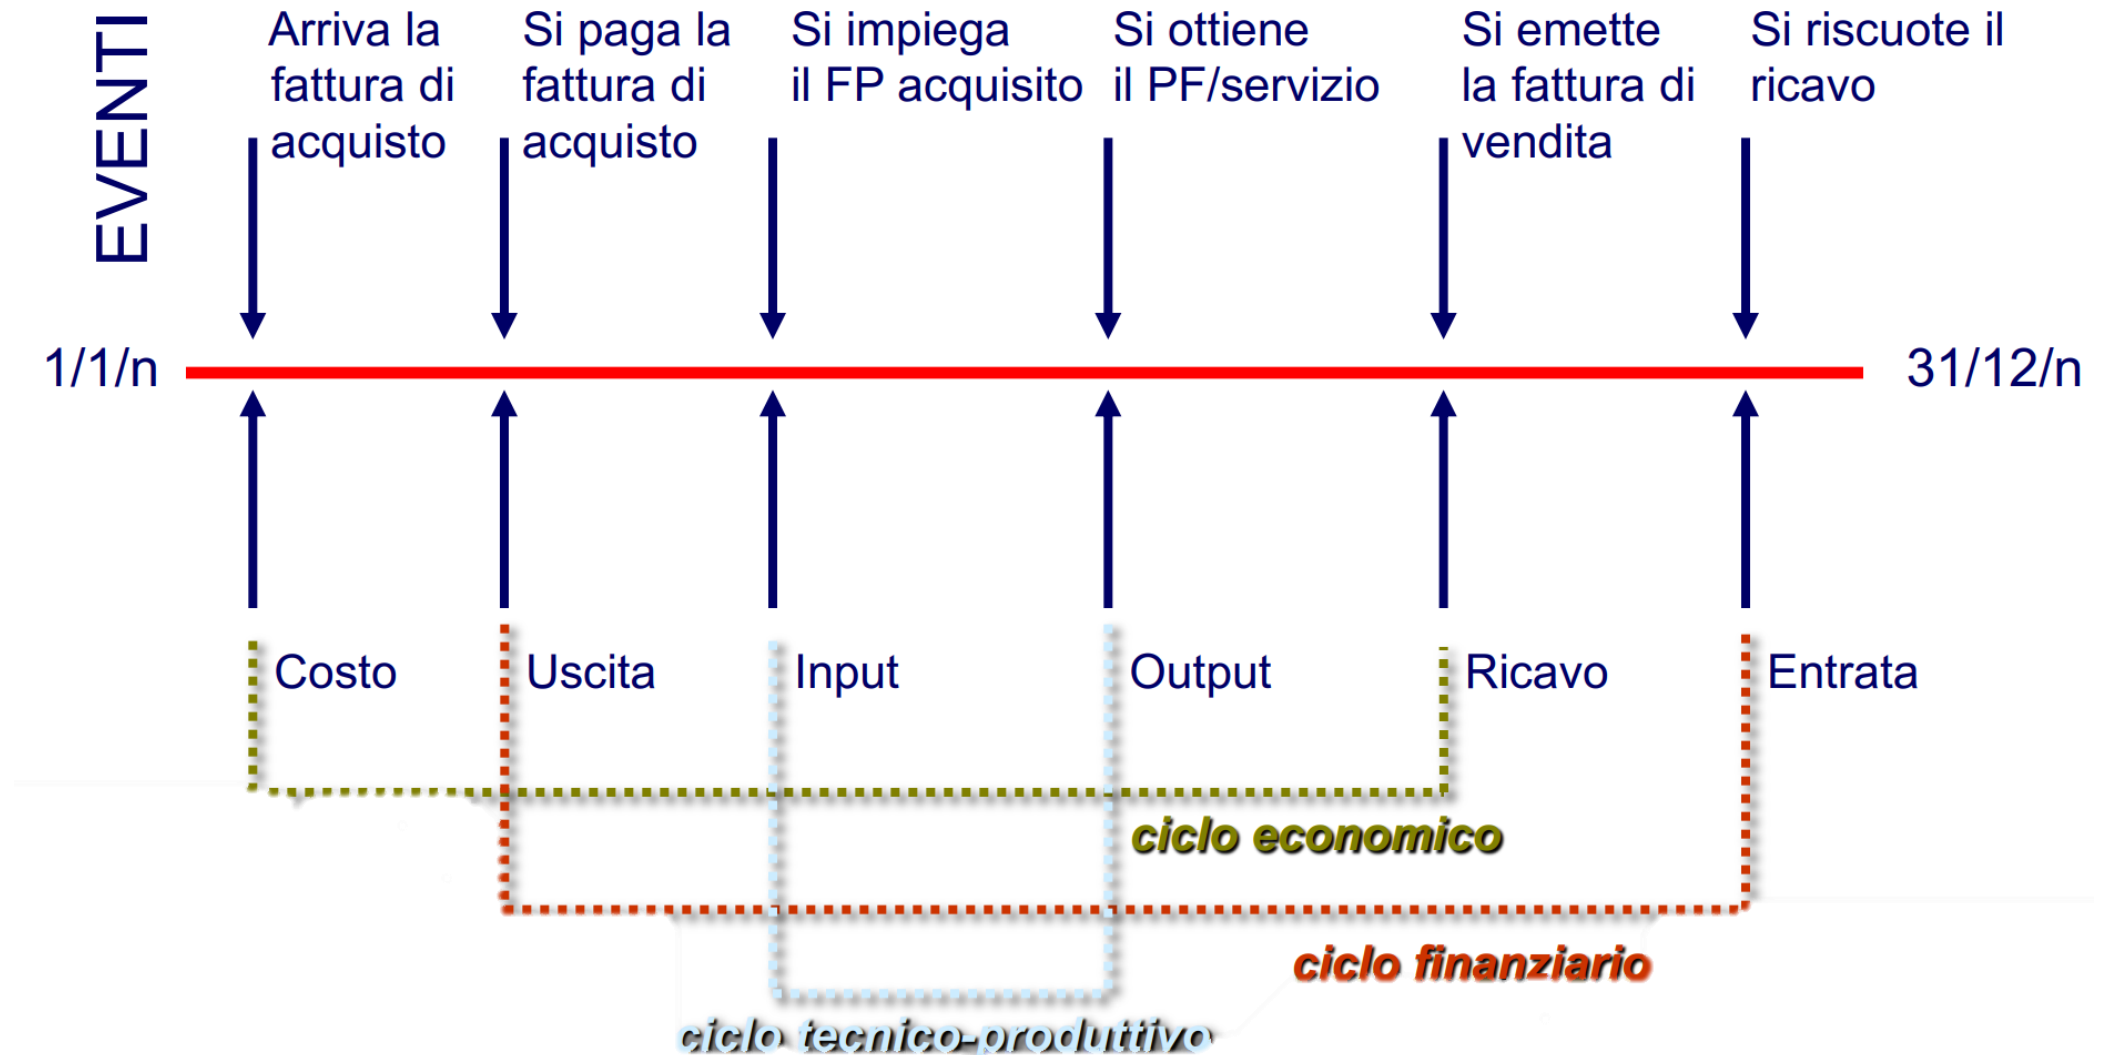 EVENTI
Arriva la
fattura di
acquisto
Si paga la
fattura di
acquisto
Si impiega
il FP acquisito
Si ottiene
il PF/servizio
Si emette
la fattura di
vendita
Si riscuote il
ricavo
1/1/n
31/12/n
Costo
Uscita
Input
Output
Ricavo
Entrata
ciclo economico
ciclo finanziario
ciclo tecnico-produttivo